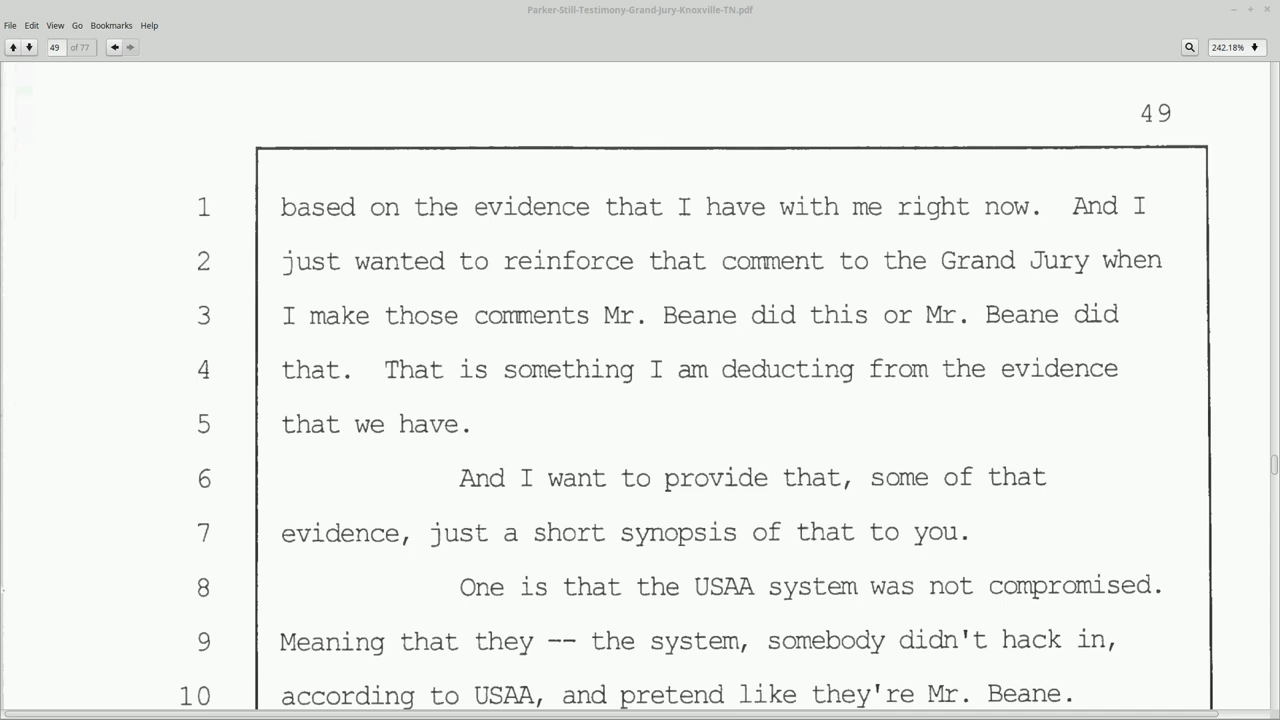 Parker-Still-Testimony-Grand-Jury-Knoxville-TN.pdf
File Edit View Go Bookmarks Help
49 of 77
242.18%
49
1 based on the evidence that I have with me right now. And I
2 just wanted to reinforce that comment to the Grand Jury when
3 I make those comments Mr. Beane did this or Mr. Beane did
4 that. That is something I am deducting from the evidence
5 that we have.
6 And I want to provide that, some of that
7 evidence, just a short synopsis of that to you.
8 One is that the USAA system was not compromised.
9 Meaning that they -- the system, somebody didn't hack in,
10 according to USAA, and pretend like they're Mr. Beane.